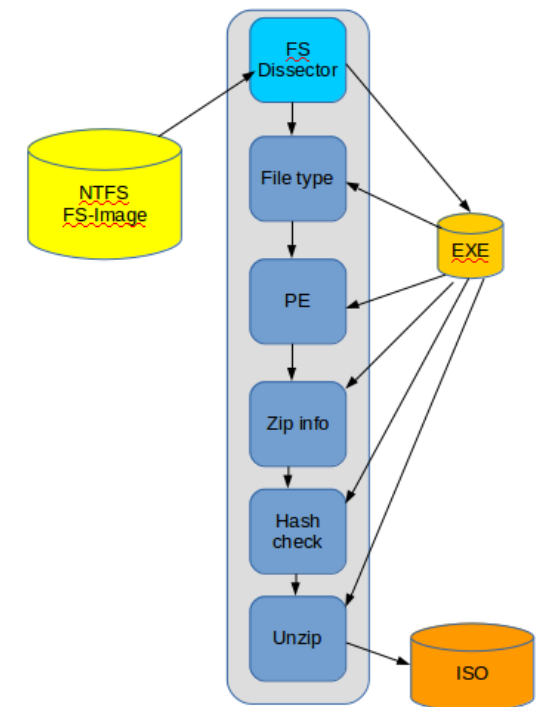 FS
Dissector
File type
NTFS
FS-Image
EXE
PE
Zip info
Hash
check
Unzip
ISO